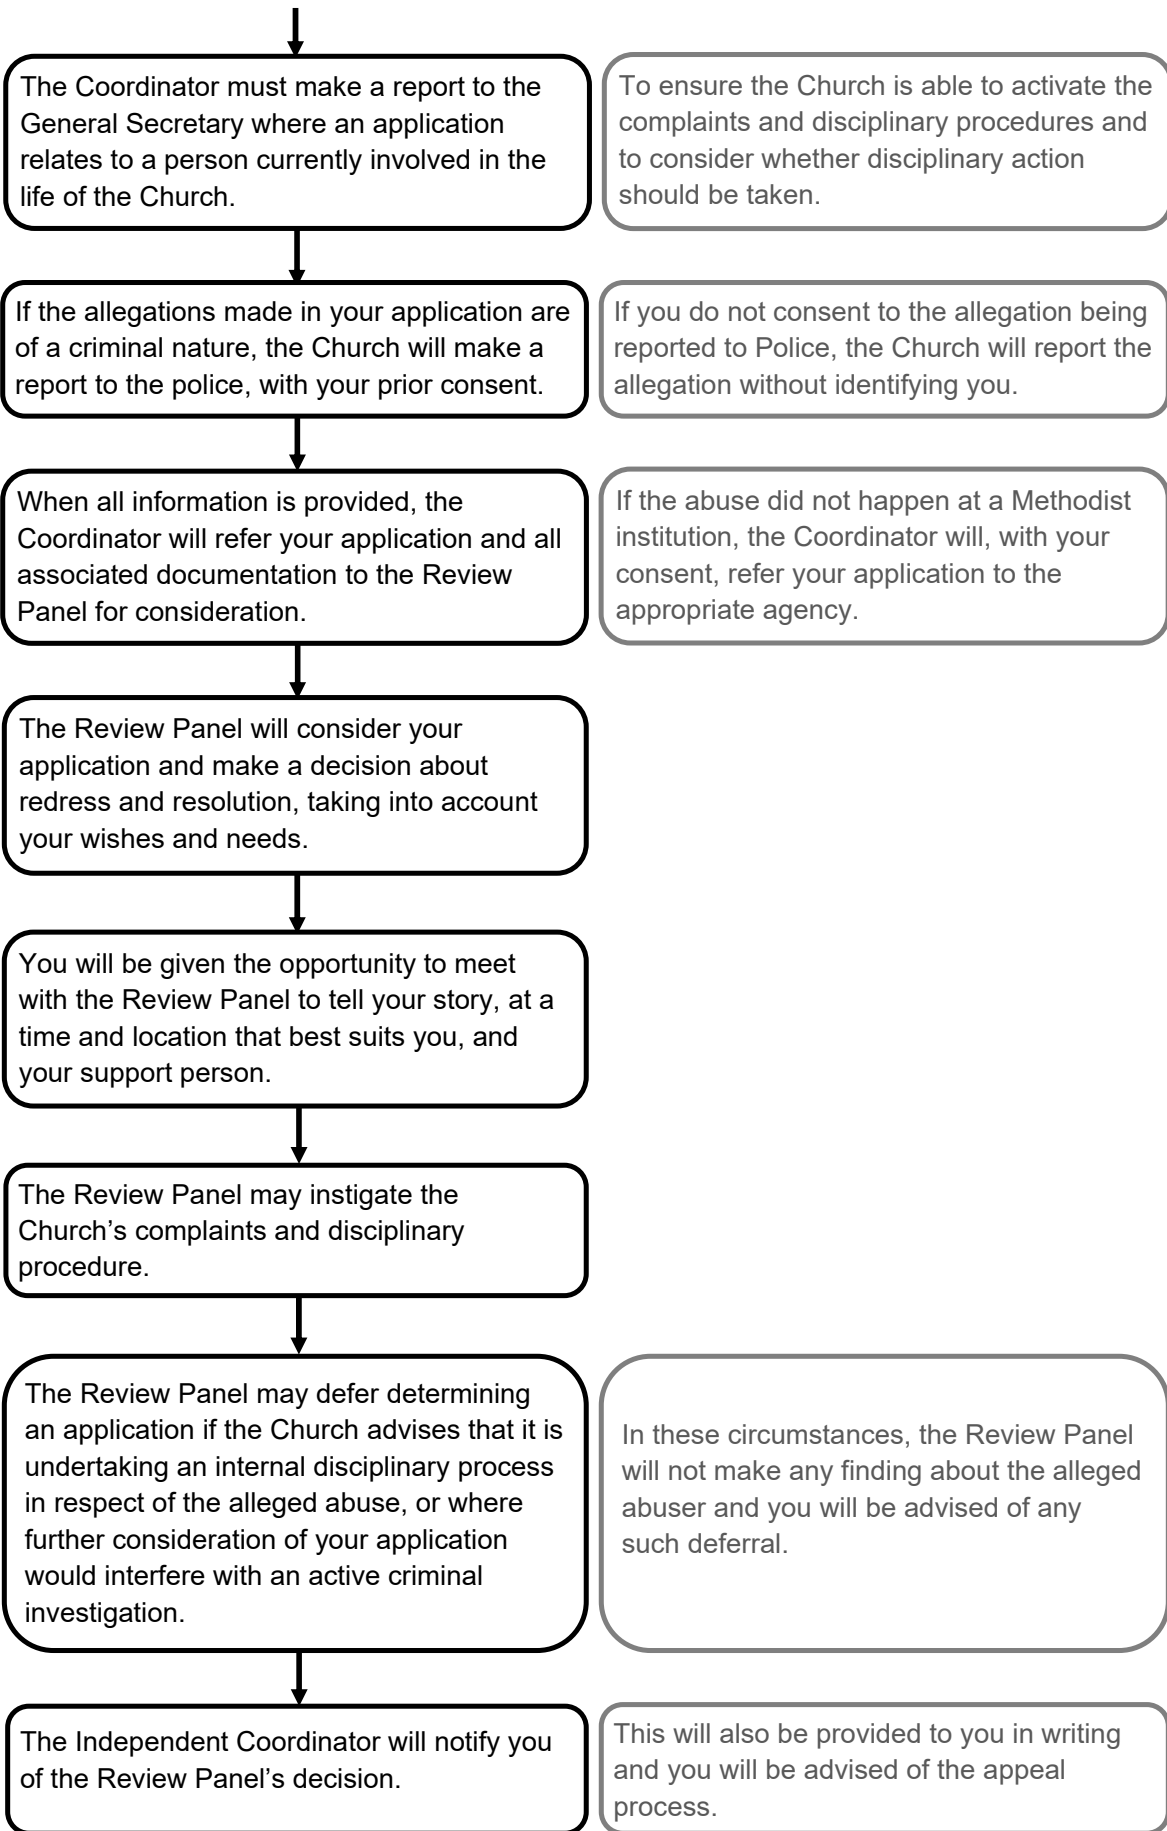 The Coordinator must make a report to the
General Secretary where an application
relates to a person currently involved in the
life of the Church.
To ensure the Church is able to activate the
complaints and disciplinary procedures and
to consider whether disciplinary action
should be taken.
If the allegations made in your application are
of a criminal nature, the Church will make a
report to the police, with your prior consent.
If you do not consent to the allegation being
reported to Police, the Church will report the
allegation without identifying you.
When all information is provided, the
Coordinator will refer your application and all
associated documentation to the Review
Panel for consideration.
If the abuse did not happen at a Methodist
institution, the Coordinator will, with your
consent, refer your application to the
appropriate agency.
The Review Panel will consider your
application and make a decision about
redress and resolution, taking into account
your wishes and needs.
You will be given the opportunity to meet
with the Review Panel to tell your story, at a
time and location that best suits you, and
your support person.
The Review Panel may instigate the
Church’s complaints and disciplinary
procedure.
The Review Panel may defer determining
an application if the Church advises that it is
undertaking an internal disciplinary process
in respect of the alleged abuse, or where
further consideration of your application
would interfere with an active criminal
investigation.
In these circumstances, the Review Panel
will not make any finding about the alleged
abuser and you will be advised of any
such deferral.
The Independent Coordinator will notify you
of the Review Panel’s decision.
This will also be provided to you in writing
and you will be advised of the appeal
process.